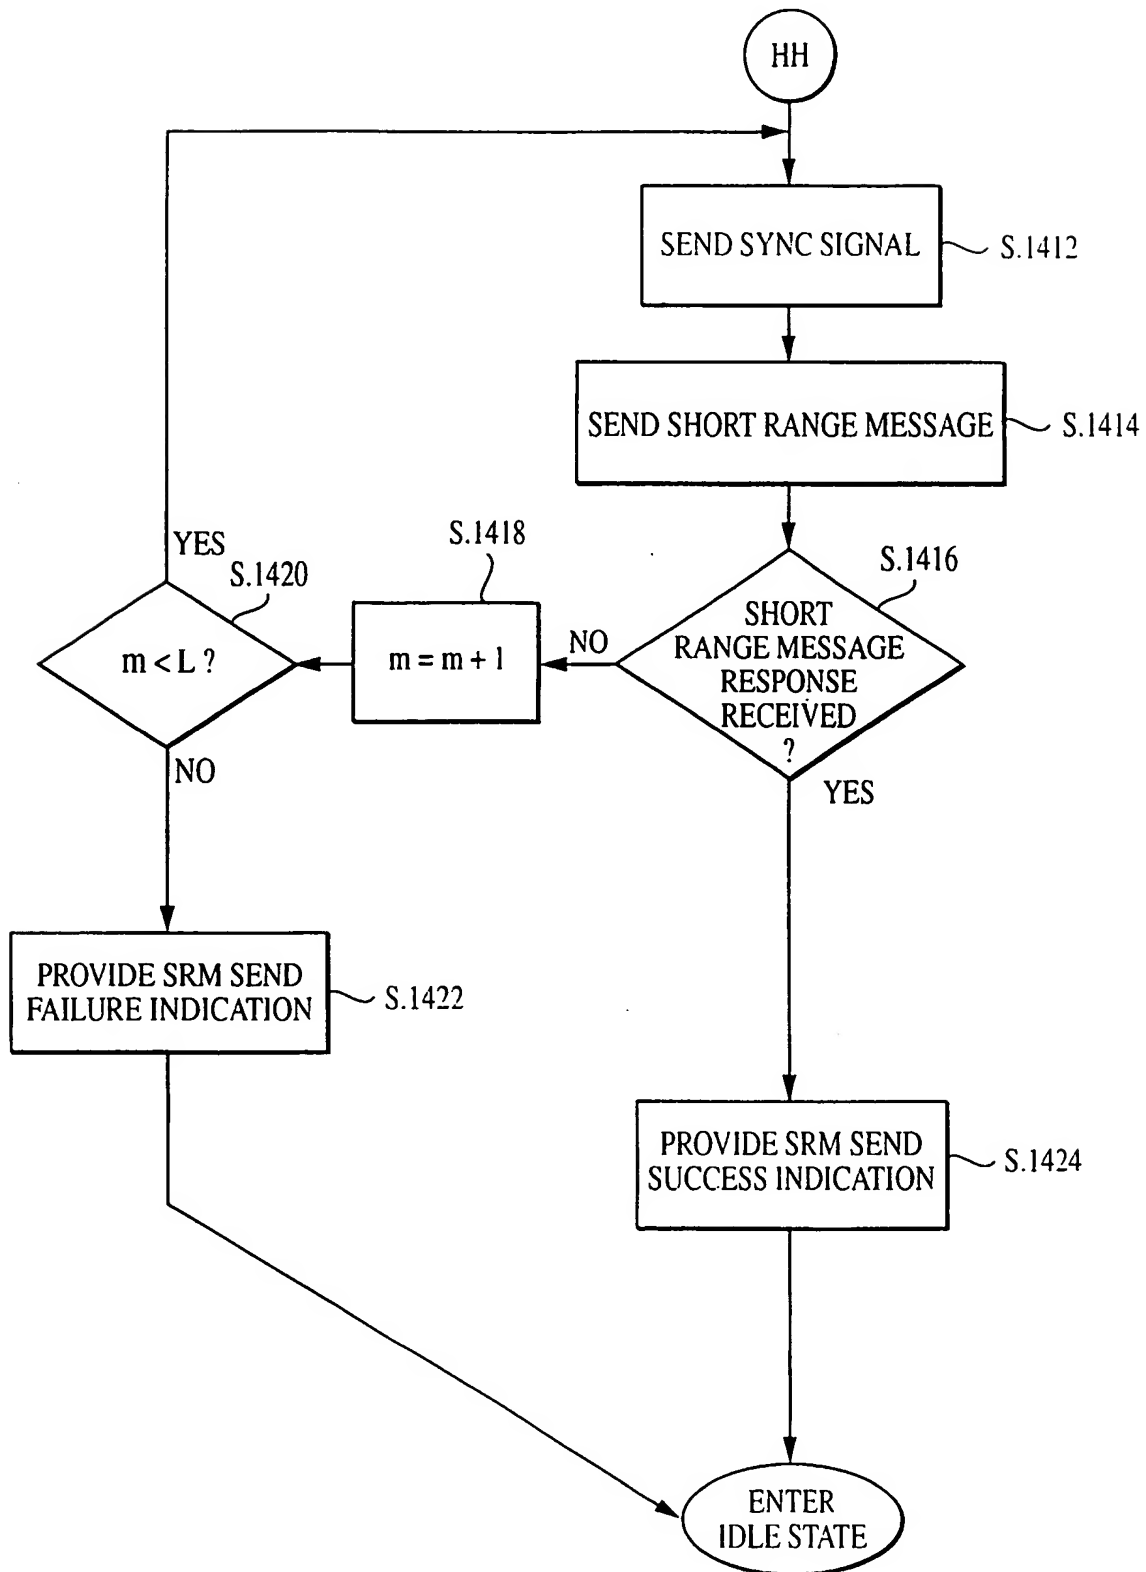 HH
SEND SYNC SIGNAL
S.1412
SEND SHORT RANGE MESSAGE
S.1414
S.1416
SHORT
RANGE MESSAGE
RESPONSE
RECEIVED
?
NO
YES
S.1418
m = m + 1
S.1420
m < L ?
YES
NO
PROVIDE SRM SEND
FAILURE INDICATION
S.1422
PROVIDE SRM SEND
SUCCESS INDICATION
S.1424
ENTER
IDLE STATE